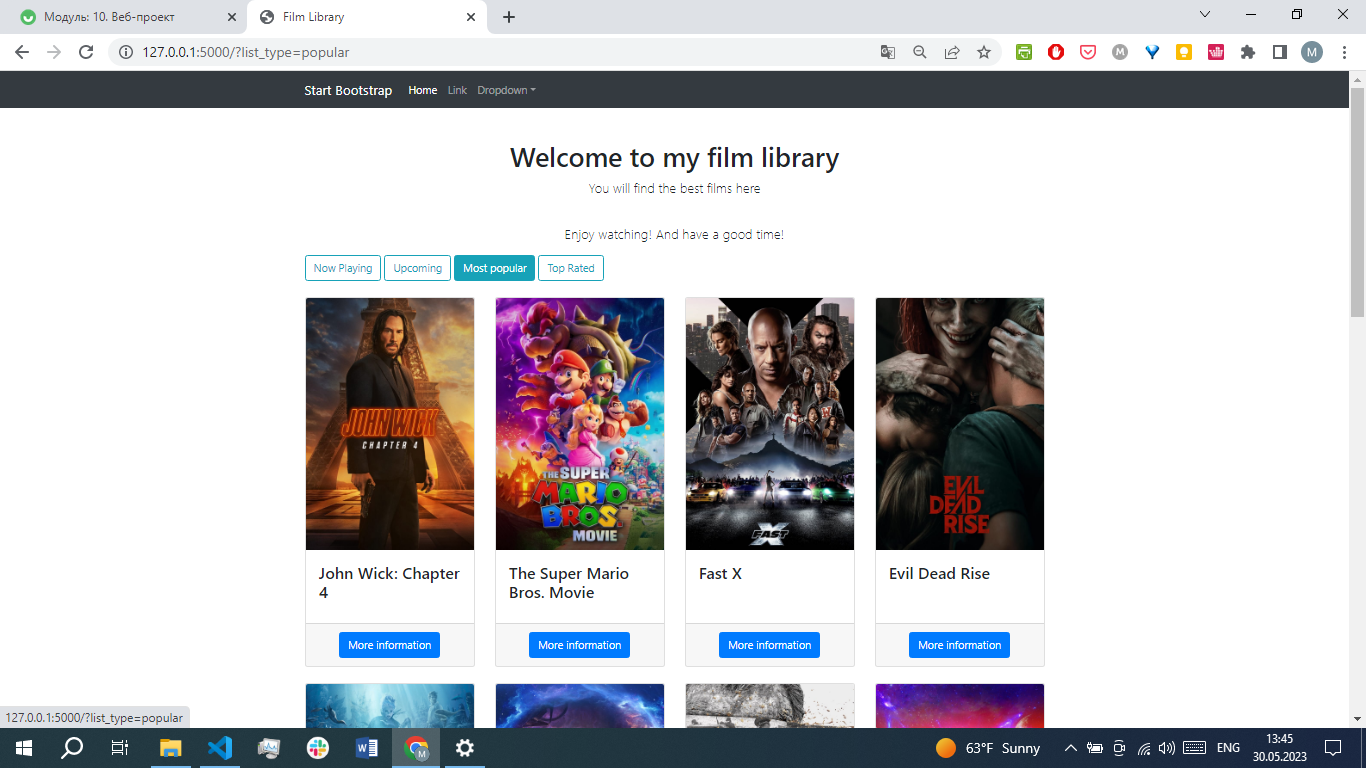 Модуль: 10. Веб-проект
Film Library
127.0.0.1:5000/?list_type=popular
M
M
Start Bootstrap Home Link Dropdown
Welcome to my film library
You will find the best films here
Enjoy watching! And have a good time!
Now Playing Upcoming Most popular Top Rated
JOHN WICK
CHAPTER 4
THE SUPER
MARIO
BROS.
MOVIE
FAST X
EVIL
DEAD
RISE
John Wick: Chapter
4
The Super Mario
Bros. Movie
Fast X
Evil Dead Rise
More information More information More information More information
127.0.0.1:5000/?list_type=popular
M
63°F Sunny
ENG
13:45
30.05.2023